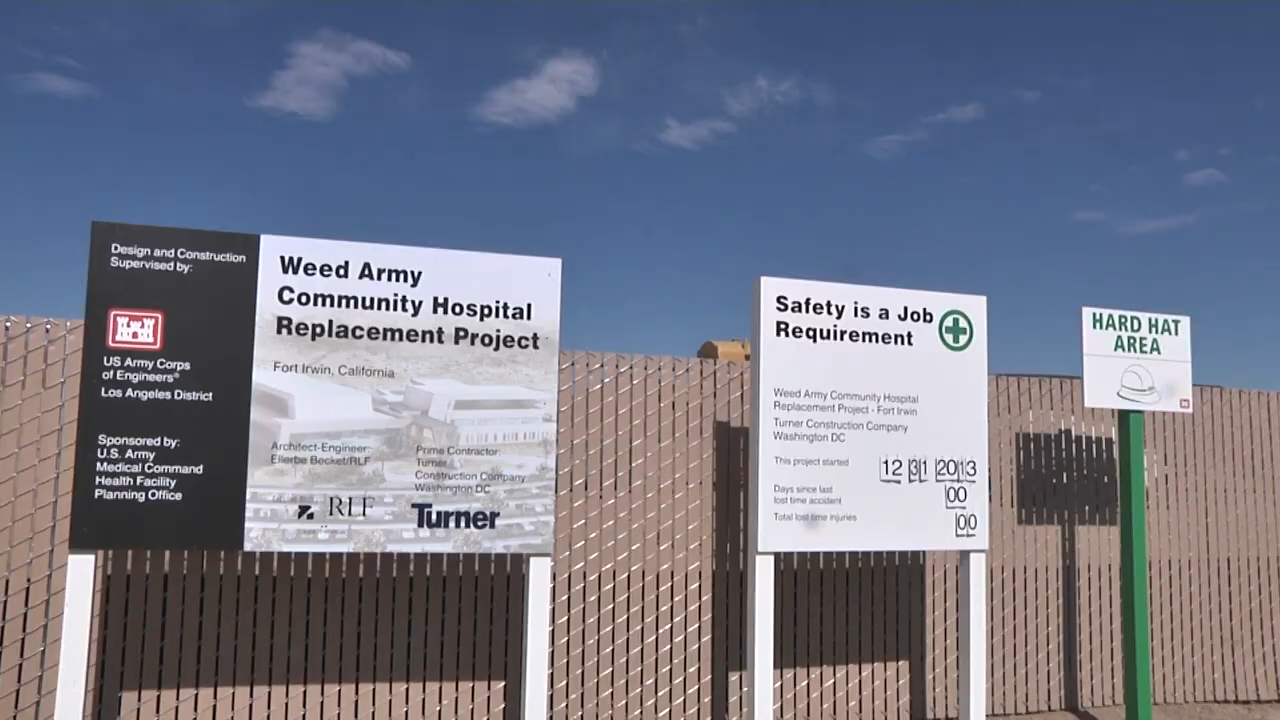 Design and Construction
Supervised by:
US Army Corps
of Engineers®
Los Angeles District
Sponsored by:
U.S. Army
Medical Command
Health Facility
Planning Office
Weed Army
Community Hospital
Replacement Project
Fort Irwin, California
Architect-Engineer:
Ellerbe Becket/RLF
Prime Contractor:
Turner
Construction Company
Washington DC
RLF
Turner
Safety is a Job
Requirement
Weed Army Community Hospital
Replacement Project - Fort Irwin
Turner Construction Company
Washington DC
This project started 12 31 2013
Days since last
lost time accident 00
Total lost time injuries 00
HARD HAT
AREA